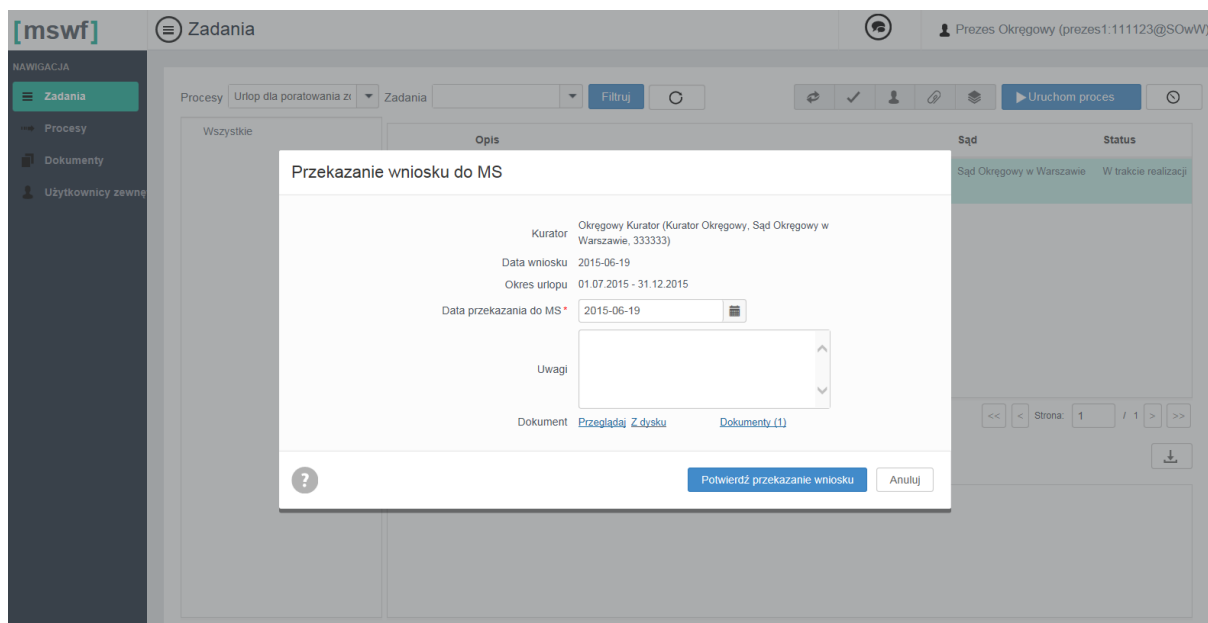 [mswf]
Zadania
Prezes Okręgowy (prezes1:111123@SOwW)
NAWIGACJA
Zadania
Procesy
Dokumenty
Użytkownicy zewnę
Procesy Urlop dla poratowania zd Zadania Filtruj Uruchom proces
Wszystkie
Opis Sąd Status
Sąd Okręgowy w Warszawie W trakcie realizacji
Przekazanie wniosku do MS
Kurator Okręgowy Kurator (Kurator Okręgowy, Sąd Okręgowy w
Warszawie, 333333)
Data wniosku 2015-06-19
Okres urlopu 01.07.2015 - 31.12.2015
Data przekazania do MS* 2015-06-19
Uwagi
Dokument Przeglądaj Z dysku Dokumenty (1)
<< < Strona: 1 / 1 > >>
? Potwierdź przekazanie wniosku Anuluj